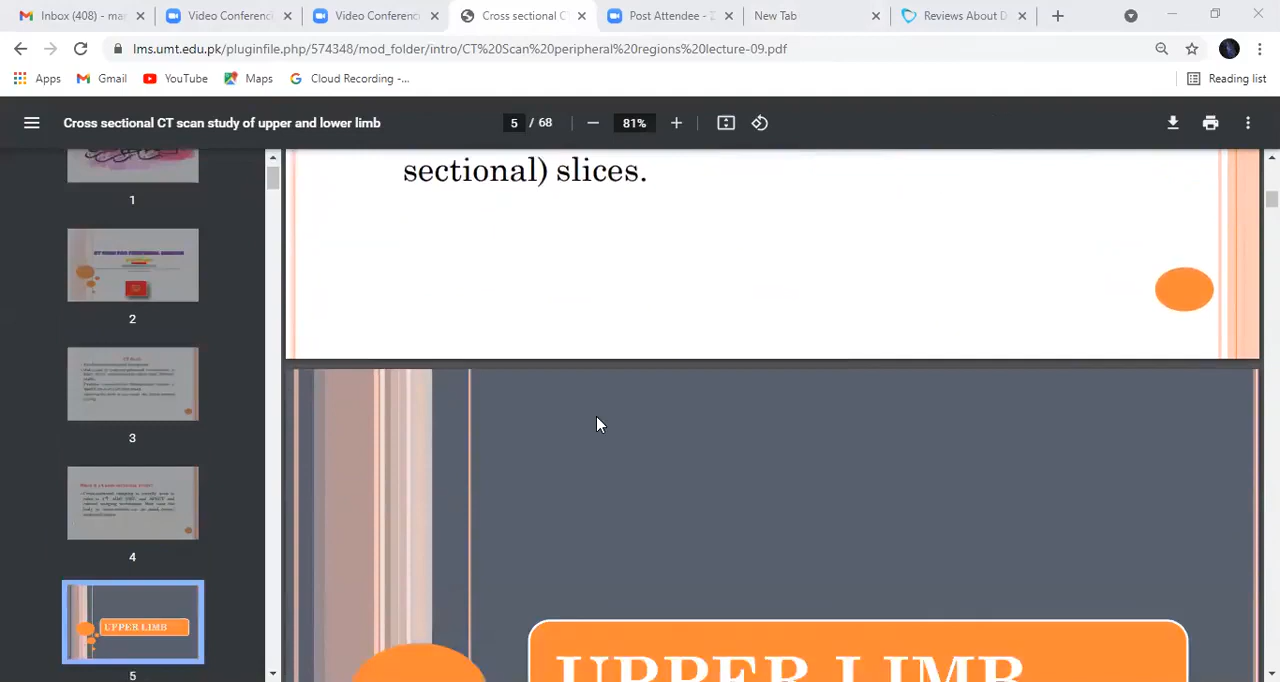 Inbox (408) - ma
Video Conferenc
Video Conferenc
Cross sectional C
Post Attendee - Z
New Tab
Reviews About D
lms.umt.edu.pk/pluginfile.php/574348/mod_folder/intro/CT%20Scan%20peripheral%20regions%20lecture-09.pdf
Apps
Gmail
YouTube
Maps
Cloud Recording -...
Reading list
Cross sectional CT scan study of upper and lower limb
5 / 68
81%
sectional) slices.
1
2
3
4
UPPER LIMB
5
UPPER LIMB